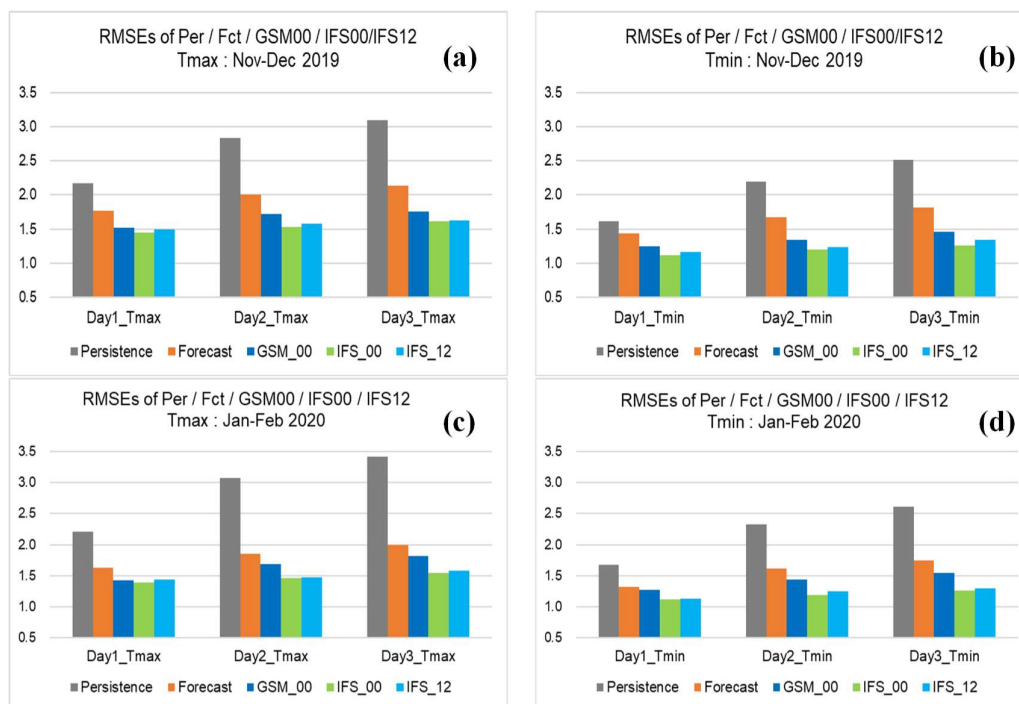 RMSEs of Per / Fct / GSM00 / IFS00/IFS12
Tmax : Nov-Dec 2019
(a)
3.5
3.0
2.5
2.0
1.5
1.0
0.5
Day1_Tmax Day2_Tmax Day3_Tmax
Persistence Forecast GSM_00 IFS_00 IFS_12
RMSEs of Per / Fct / GSM00 / IFS00/IFS12
Tmin : Nov-Dec 2019
(b)
3.5
3.0
2.5
2.0
1.5
1.0
0.5
Day1_Tmin Day2_Tmin Day3_Tmin
Persistence Forecast GSM_00 IFS_00 IFS_12
RMSEs of Per / Fct / GSM00 / IFS00 / IFS12
Tmax : Jan-Feb 2020
(c)
3.5
3.0
2.5
2.0
1.5
1.0
0.5
Day1_Tmax Day2_Tmax Day3_Tmax
Persistence Forecast GSM_00 IFS_00 IFS_12
RMSEs of Per / Fct / GSM00 / IFS00 / IFS12
Tmin : Jan-Feb 2020
(d)
3.5
3.0
2.5
2.0
1.5
1.0
0.5
Day1_Tmin Day2_Tmin Day3_Tmin
Persistence Forecast GSM_00 IFS_00 IFS_12